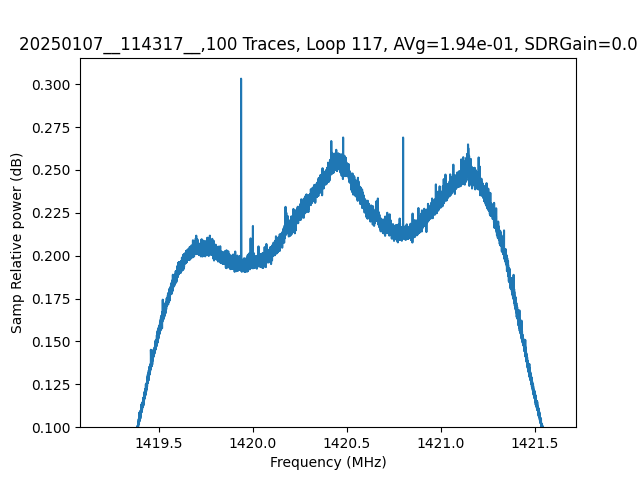 20250107__114317__,100 Traces, Loop 117, AVg=1.94e-01, SDRGain=0.0
0.300
0.275
0.250
0.225
0.200
0.175
0.150
0.125
0.100
Samp Relative power (dB)
1419.5 1420.0 1420.5 1421.0 1421.5
Frequency (MHz)